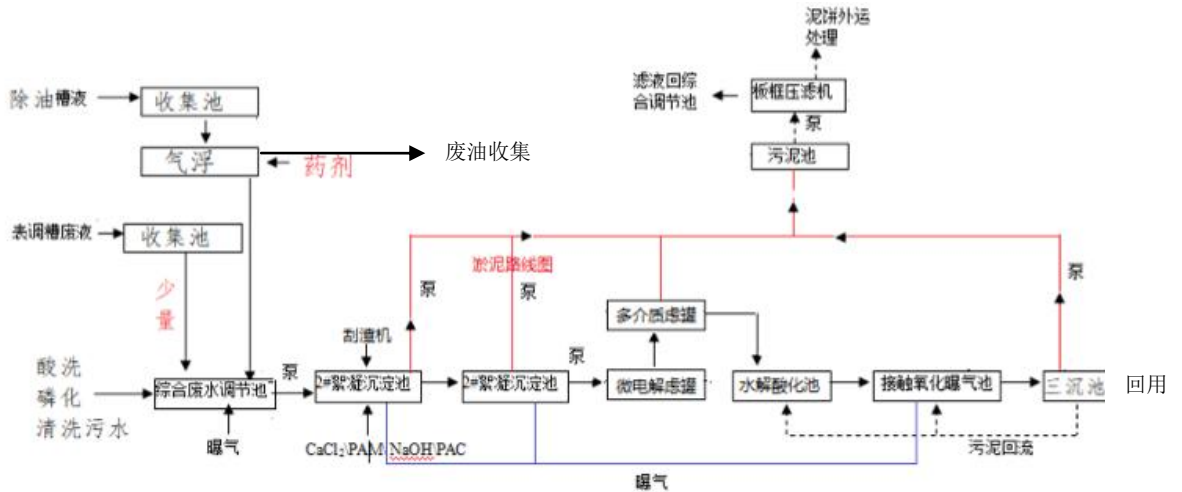 泥饼外运
处理
滤液回综
合调节池
板框压滤机
泵
污泥池
除油槽液
收集池
气浮
药剂
废油收集
表调槽废液
收集池
淤泥路线图
少
量
泵
泵
泵
刮渣机
多介质虑罐
泵
泵
酸洗
磷化
清洗污水
综合废水调节池
2#絮凝沉淀池
2#絮凝沉淀池
微电解虑罐
水解酸化池
接触氧化曝气池
三沉池
回用
曝气
CaCl₂\PAM\NaOH\PAC
污泥回流
曝气